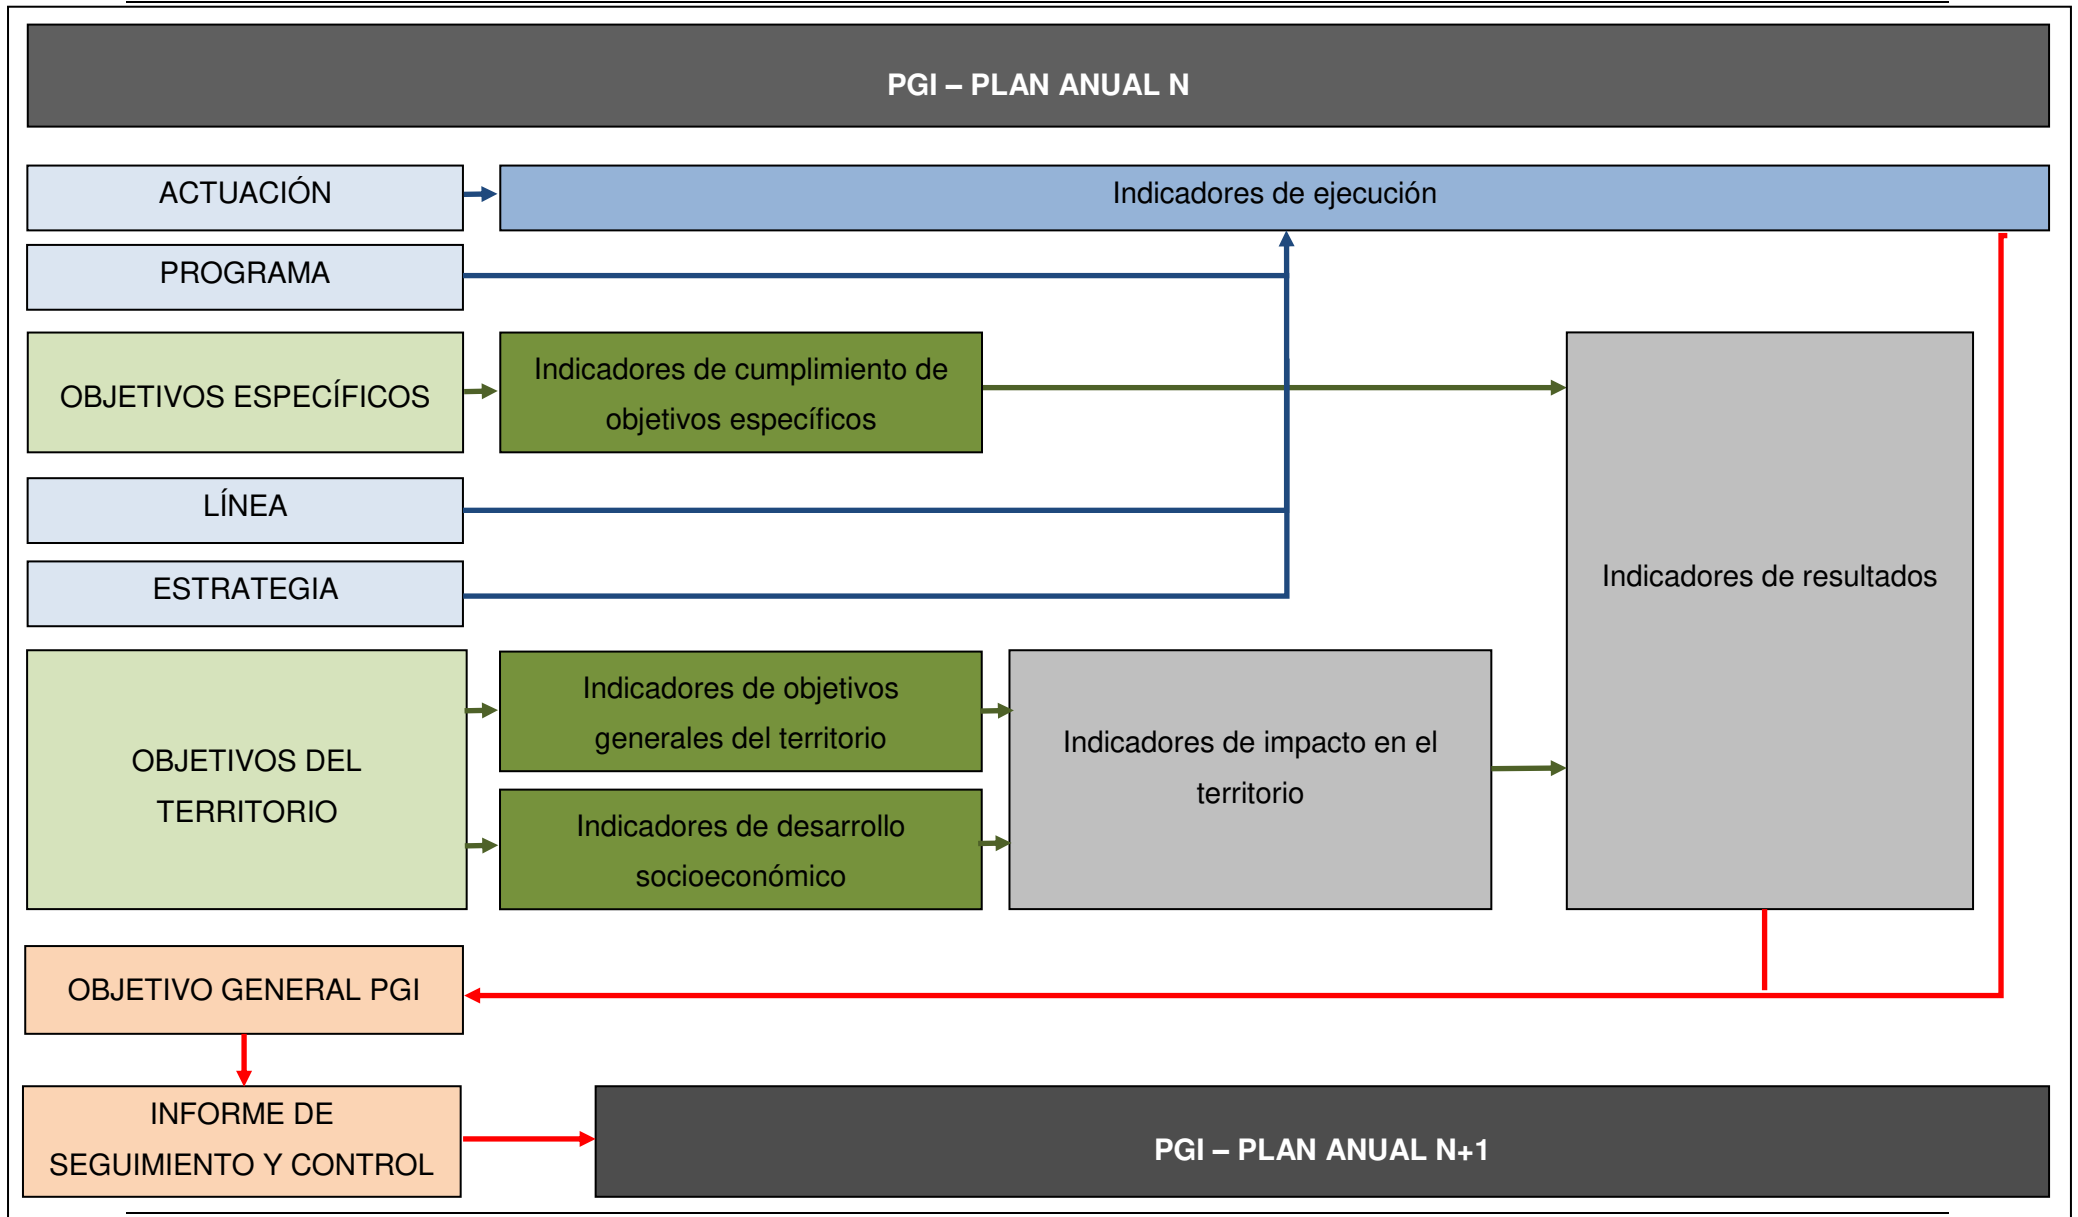 PGI – PLAN ANUAL N
ACTUACIÓN
Indicadores de ejecución
PROGRAMA
OBJETIVOS ESPECÍFICOS
Indicadores de cumplimiento de
objetivos específicos
LÍNEA
ESTRATEGIA
Indicadores de resultados
OBJETIVOS DEL
TERRITORIO
Indicadores de objetivos
generales del territorio
Indicadores de desarrollo
socioeconómico
Indicadores de impacto en el
territorio
OBJETIVO GENERAL PGI
INFORME DE
SEGUIMIENTO Y CONTROL
PGI – PLAN ANUAL N+1